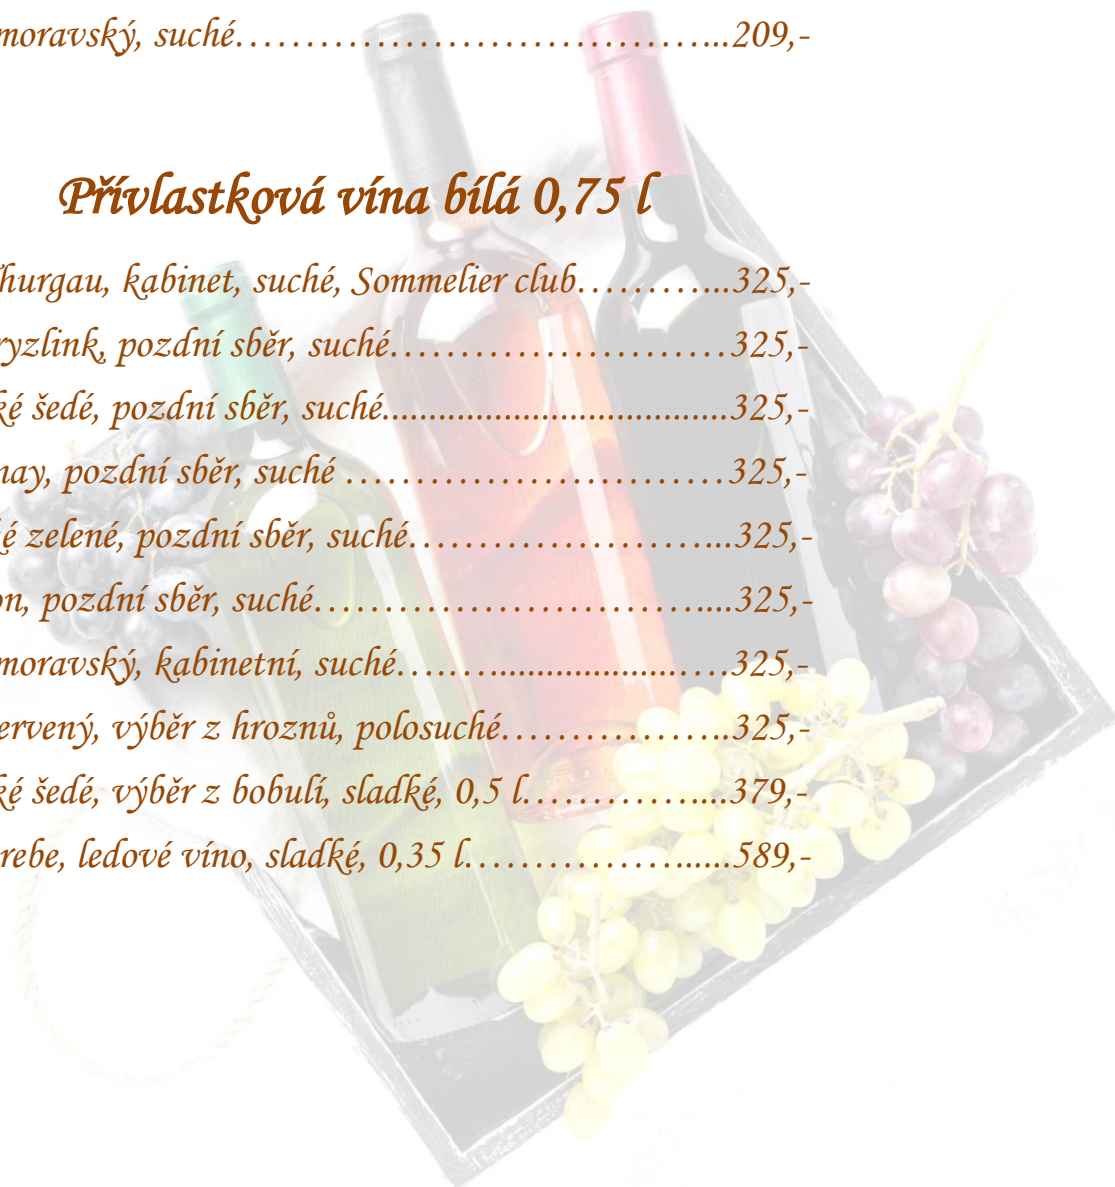 moravský, suché……………………………………...209,-
Přívlastková vína bílá 0,75 l
Thurgau, kabinet, suché, Sommelier club………...325,-
ryzlink, pozdní sběr, suché……………………………325,-
ké šedé, pozdní sběr, suché.....................................325,-
nay, pozdní sběr, suché ………………………………325,-
ké zelené, pozdní sběr, suché………………………...325,-
on, pozdní sběr, suché………………………………....325,-
moravský, kabinetní, suché………......................……325,-
ervený, výběr z hroznů, polosuché…………………..325,-
ké šedé, výběr z bobulí, sladké, 0,5 l……………....379,-
rebe, ledové víno, sladké, 0,35 l…………………......589,-